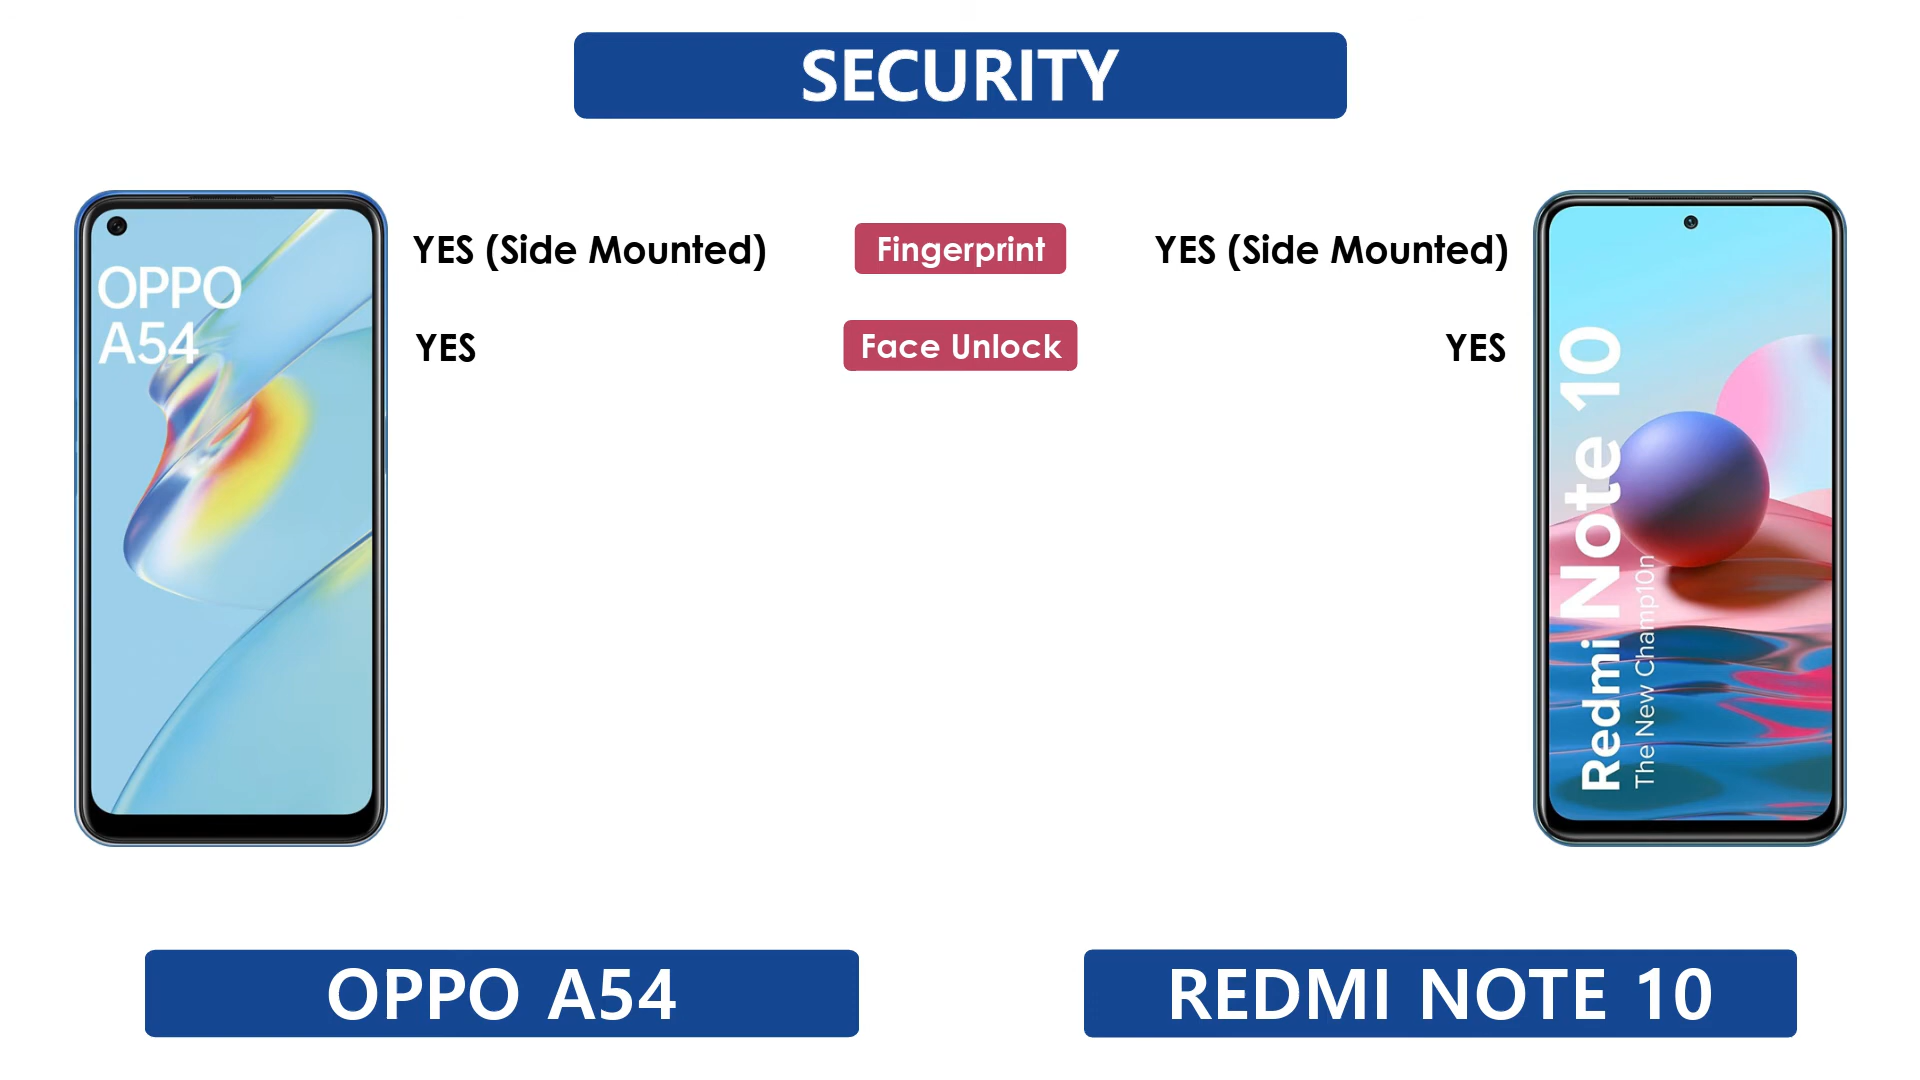 SECURITY
YES (Side Mounted)
Fingerprint
YES (Side Mounted)
YES
Face Unlock
YES
OPPO
A54
Redmi Note 10
The New Champ10n
OPPO A54
REDMI NOTE 10